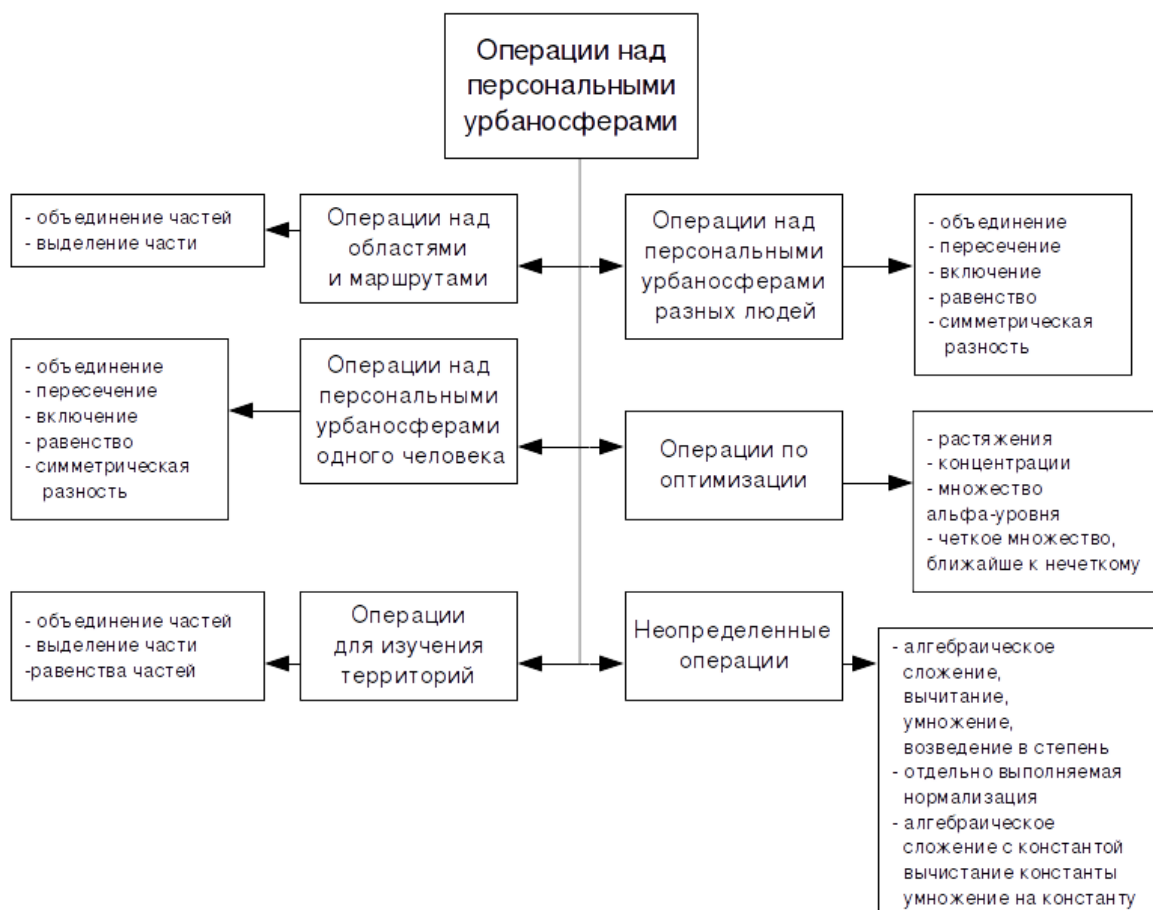 Операции над
персональными
урбаносферами
- объединение частей
- выделение части
Операции над
областями
и маршрутами
Операции над
персональными
урбаносферами
разных людей
- объединение
- пересечение
- включение
- равенство
- симметрическая
разность
- объединение
- пересечение
- включение
- равенство
- симметрическая
разность
Операции над
персональными
урбаносферами
одного человека
Операции по
оптимизации
- растяжения
- концентрации
- множество
альфа-уровня
- четкое множество,
ближайше к нечеткому
- объединение частей
- выделение части
-равенства частей
Операции
для изучения
территорий
Неопределенные
операции
- алгебраическое
сложение,
вычитание,
умножение,
возведение в степень
- отдельно выполняемая
нормализация
- алгебраическое
сложение с константой
вычистание константы
умножение на константу